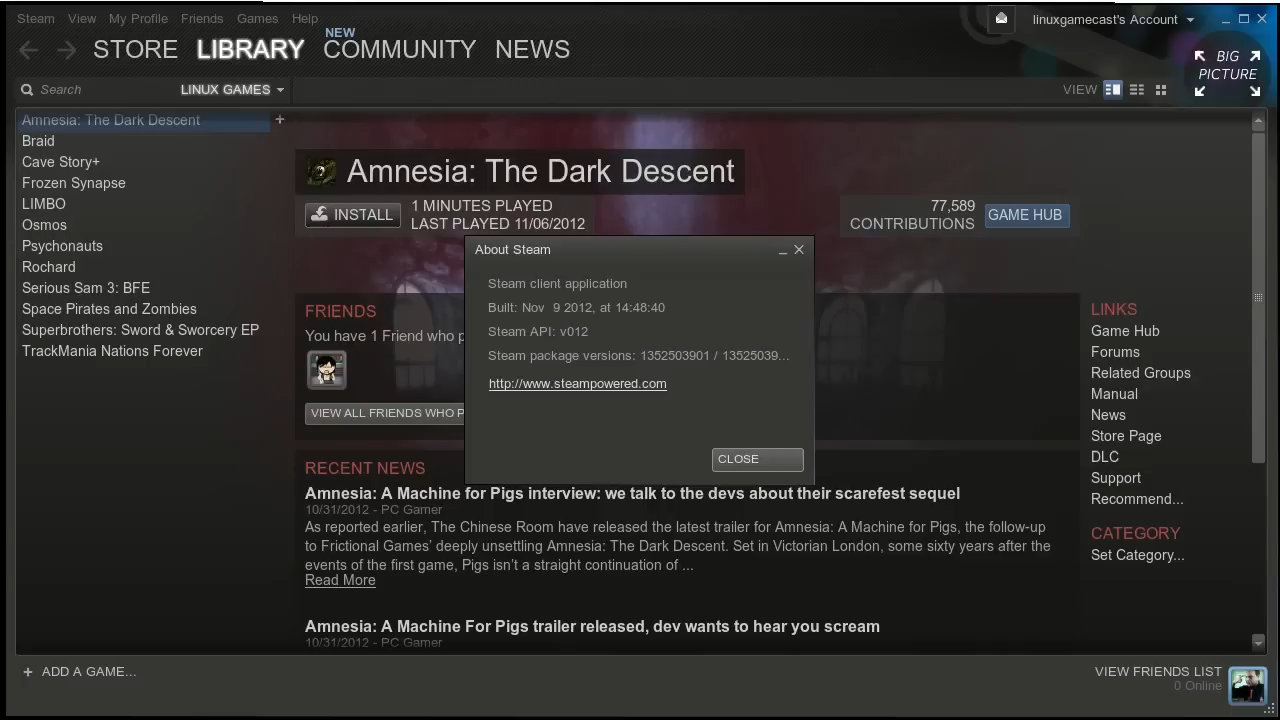 Steam View My Profile Friends Games Help
linuxgamecast's Account
NEW
STORE LIBRARY COMMUNITY NEWS
BIG PICTURE
Search
LINUX GAMES
VIEW
Amnesia: The Dark Descent
Braid
Cave Story+
Frozen Synapse
LIMBO
Osmos
Psychonauts
Rochard
Serious Sam 3: BFE
Space Pirates and Zombies
Superbrothers: Sword & Sworcery EP
TrackMania Nations Forever
Amnesia: The Dark Descent
INSTALL
1 MINUTES PLAYED
LAST PLAYED 11/06/2012
77,589
CONTRIBUTIONS
GAME HUB
About Steam
Steam client application
Built: Nov  9 2012, at 14:48:40
Steam API: v012
Steam package versions: 1352503901 / 13525039...
http://www.steampowered.com
CLOSE
FRIENDS
You have 1 Friend who p
VIEW ALL FRIENDS WHO P
RECENT NEWS
Amnesia: A Machine for Pigs interview: we talk to the devs about their scarefest sequel
10/31/2012 - PC Gamer
As reported earlier, The Chinese Room have released the latest trailer for Amnesia: A Machine for Pigs, the follow-up
to Frictional Games' deeply unsettling Amnesia: The Dark Descent. Set in Victorian London, some sixty years after the
events of the first game, Pigs isn't a straight continuation of ...
Read More
Amnesia: A Machine For Pigs trailer released, dev wants to hear you scream
10/31/2012 - PC Gamer
LINKS
Game Hub
Forums
Related Groups
Manual
News
Store Page
DLC
Support
Recommend...
CATEGORY
Set Category...
+ ADD A GAME...
VIEW FRIENDS LIST
0 Online